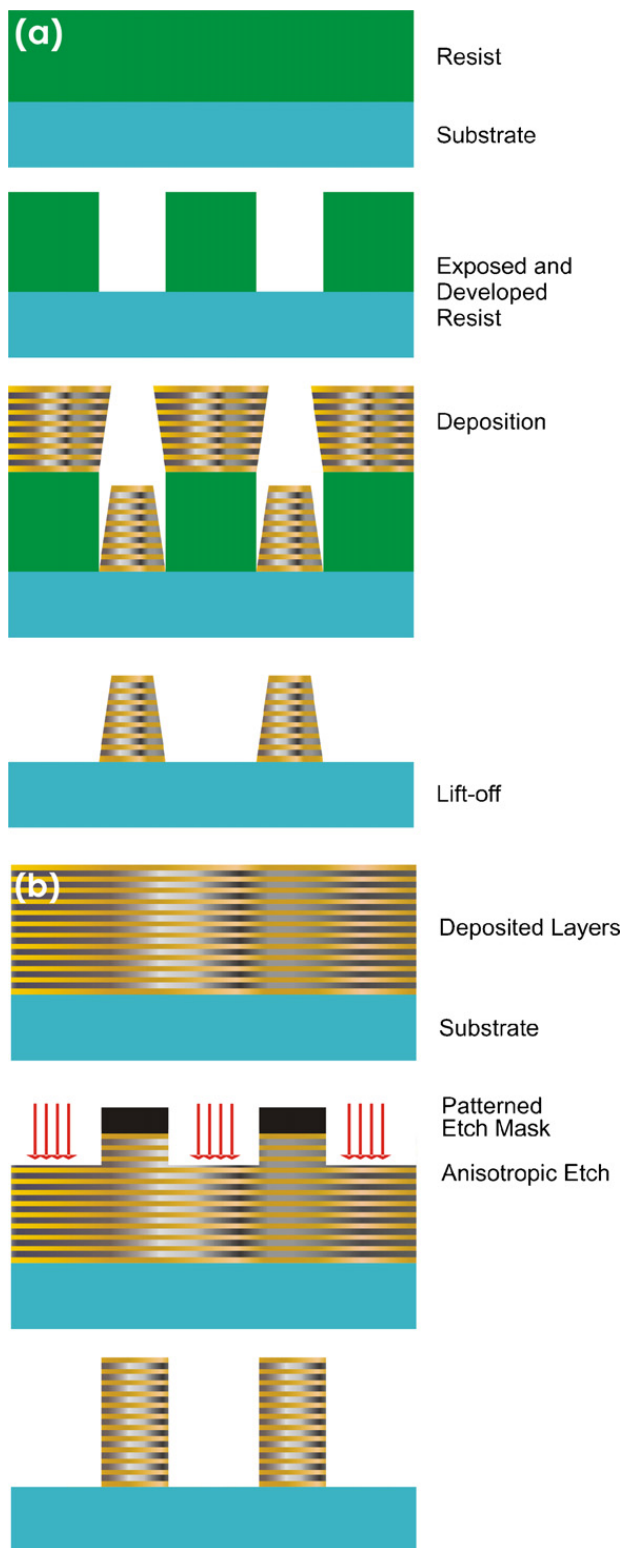 (a)
Resist
Substrate
Exposed and
Developed
Resist
Deposition
Lift-off
(b)
Deposited Layers
Substrate
Patterned
Etch Mask
Anisotropic Etch